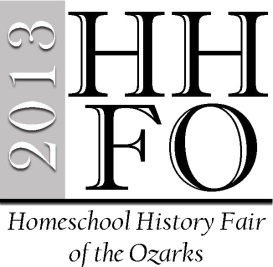 2013
HH
FO
Homeschool History Fair
of the Ozarks